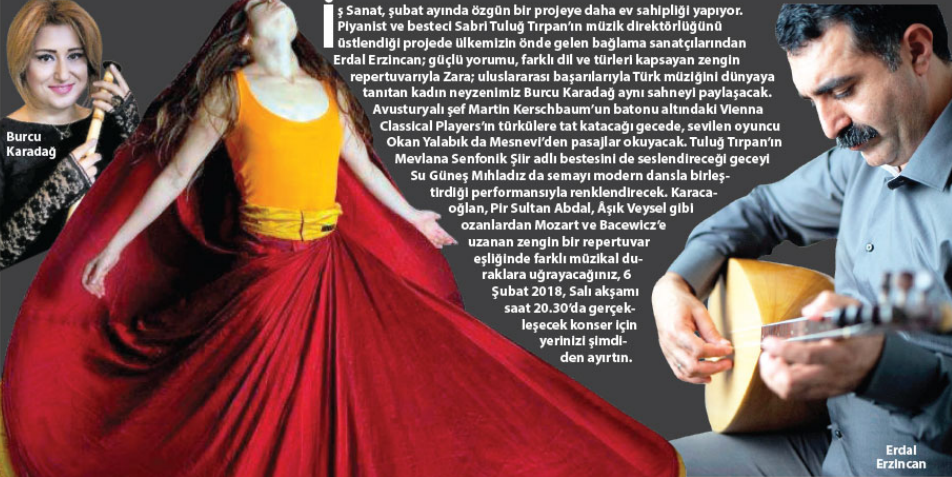 İş Sanat, şubat ayında özgün bir projeye daha ev sahipliği yapıyor.
Piyanist ve besteci Sabri Tuluğ Tırpan’ın müzik direktörlüğünü
üstlendiği projede ülkemizin önde gelen bağlama sanatçılarından
Erdal Erzincan; güçlü yorumu, farklı dil ve türleri kapsayan zengin
repertuvarıyla Zara; uluslararası başarılarıyla Türk müziğini dünyaya
tanıtan kadın neyzenimiz Burcu Karadağ aynı sahneyi paylaşacak.
Avusturyalı şef Martin Kerschbaum’un batonu altındaki Vienna
Classical Players’ın türkülere tat katacağı gecede, sevilen oyuncu
Okan Yalabık da Mesnevi’den pasajlar okuyacak. Tuluğ Tırpan’ın
Mevlana Senfonik Şiir adlı bestesini de seslendireceği geceyi
Su Güneş Mıhladız da semayı modern dansla birleş-
tirdiği performansıyla renklendirecek. Karaca-
oğlan, Pir Sultan Abdal, Âşık Veysel gibi
ozanlardan Mozart ve Bacewicz’e
uzanan zengin bir repertuvar
eşliğinde farklı müzikal du-
raklara uğrayacağınız, 6
Şubat 2018, Salı akşamı
saat 20.30’da gerçek-
leşecek konser için
yerinizi şimdi-
den ayırtın.
Burcu
Karadağ
Erdal
Erzincan